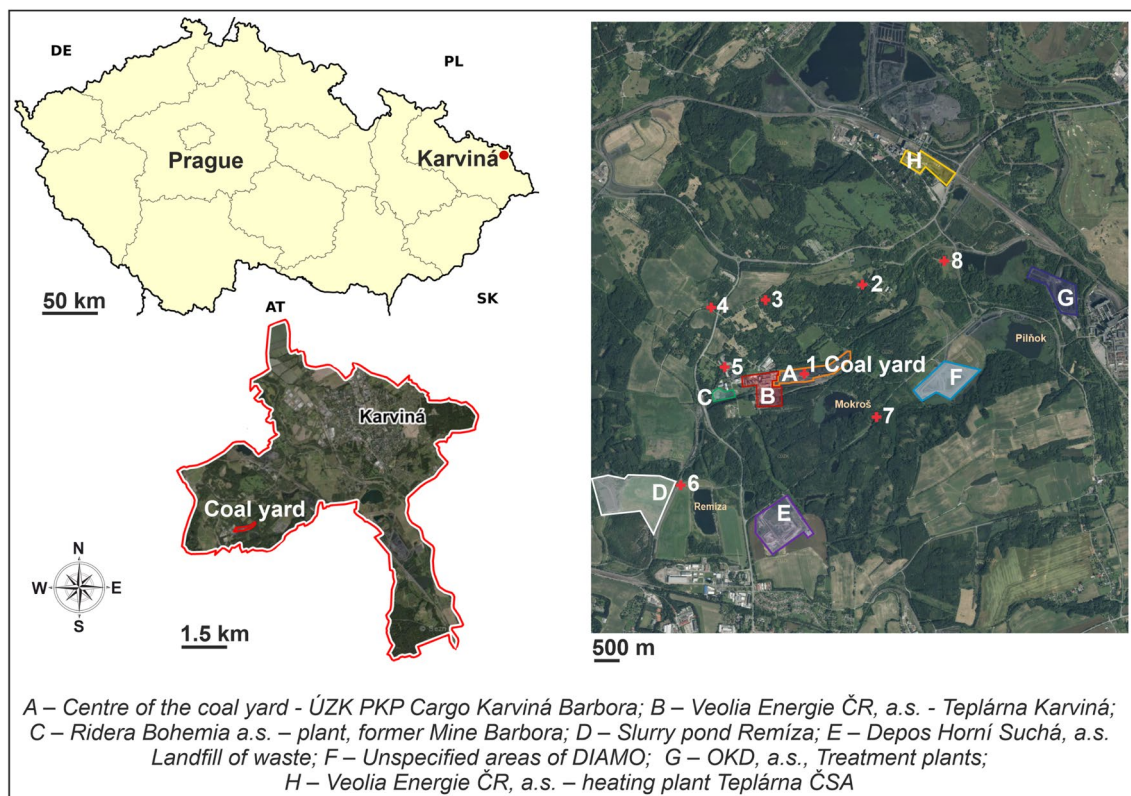 DE
PL
Prague
Karviná
50 km
AT
SK
Karviná
Coal yard
N
W
E
S
1.5 km
H
8
2
3
4
G
Pilňok
5
1 Coal yard
A
F
C
B
Mokroš
7
D
6
Remíza
E
500 m
A – Centre of the coal yard - ÚZK PKP Cargo Karviná Barbora; B – Veolia Energie ČR, a.s. - Teplárna Karviná;
C – Ridera Bohemia a.s. – plant, former Mine Barbora; D – Slurry pond Remíza; E – Depos Horní Suchá, a.s.
Landfill of waste; F – Unspecified areas of DIAMO; G – OKD, a.s., Treatment plants;
H – Veolia Energie ČR, a.s. – heating plant Teplárna ČSA